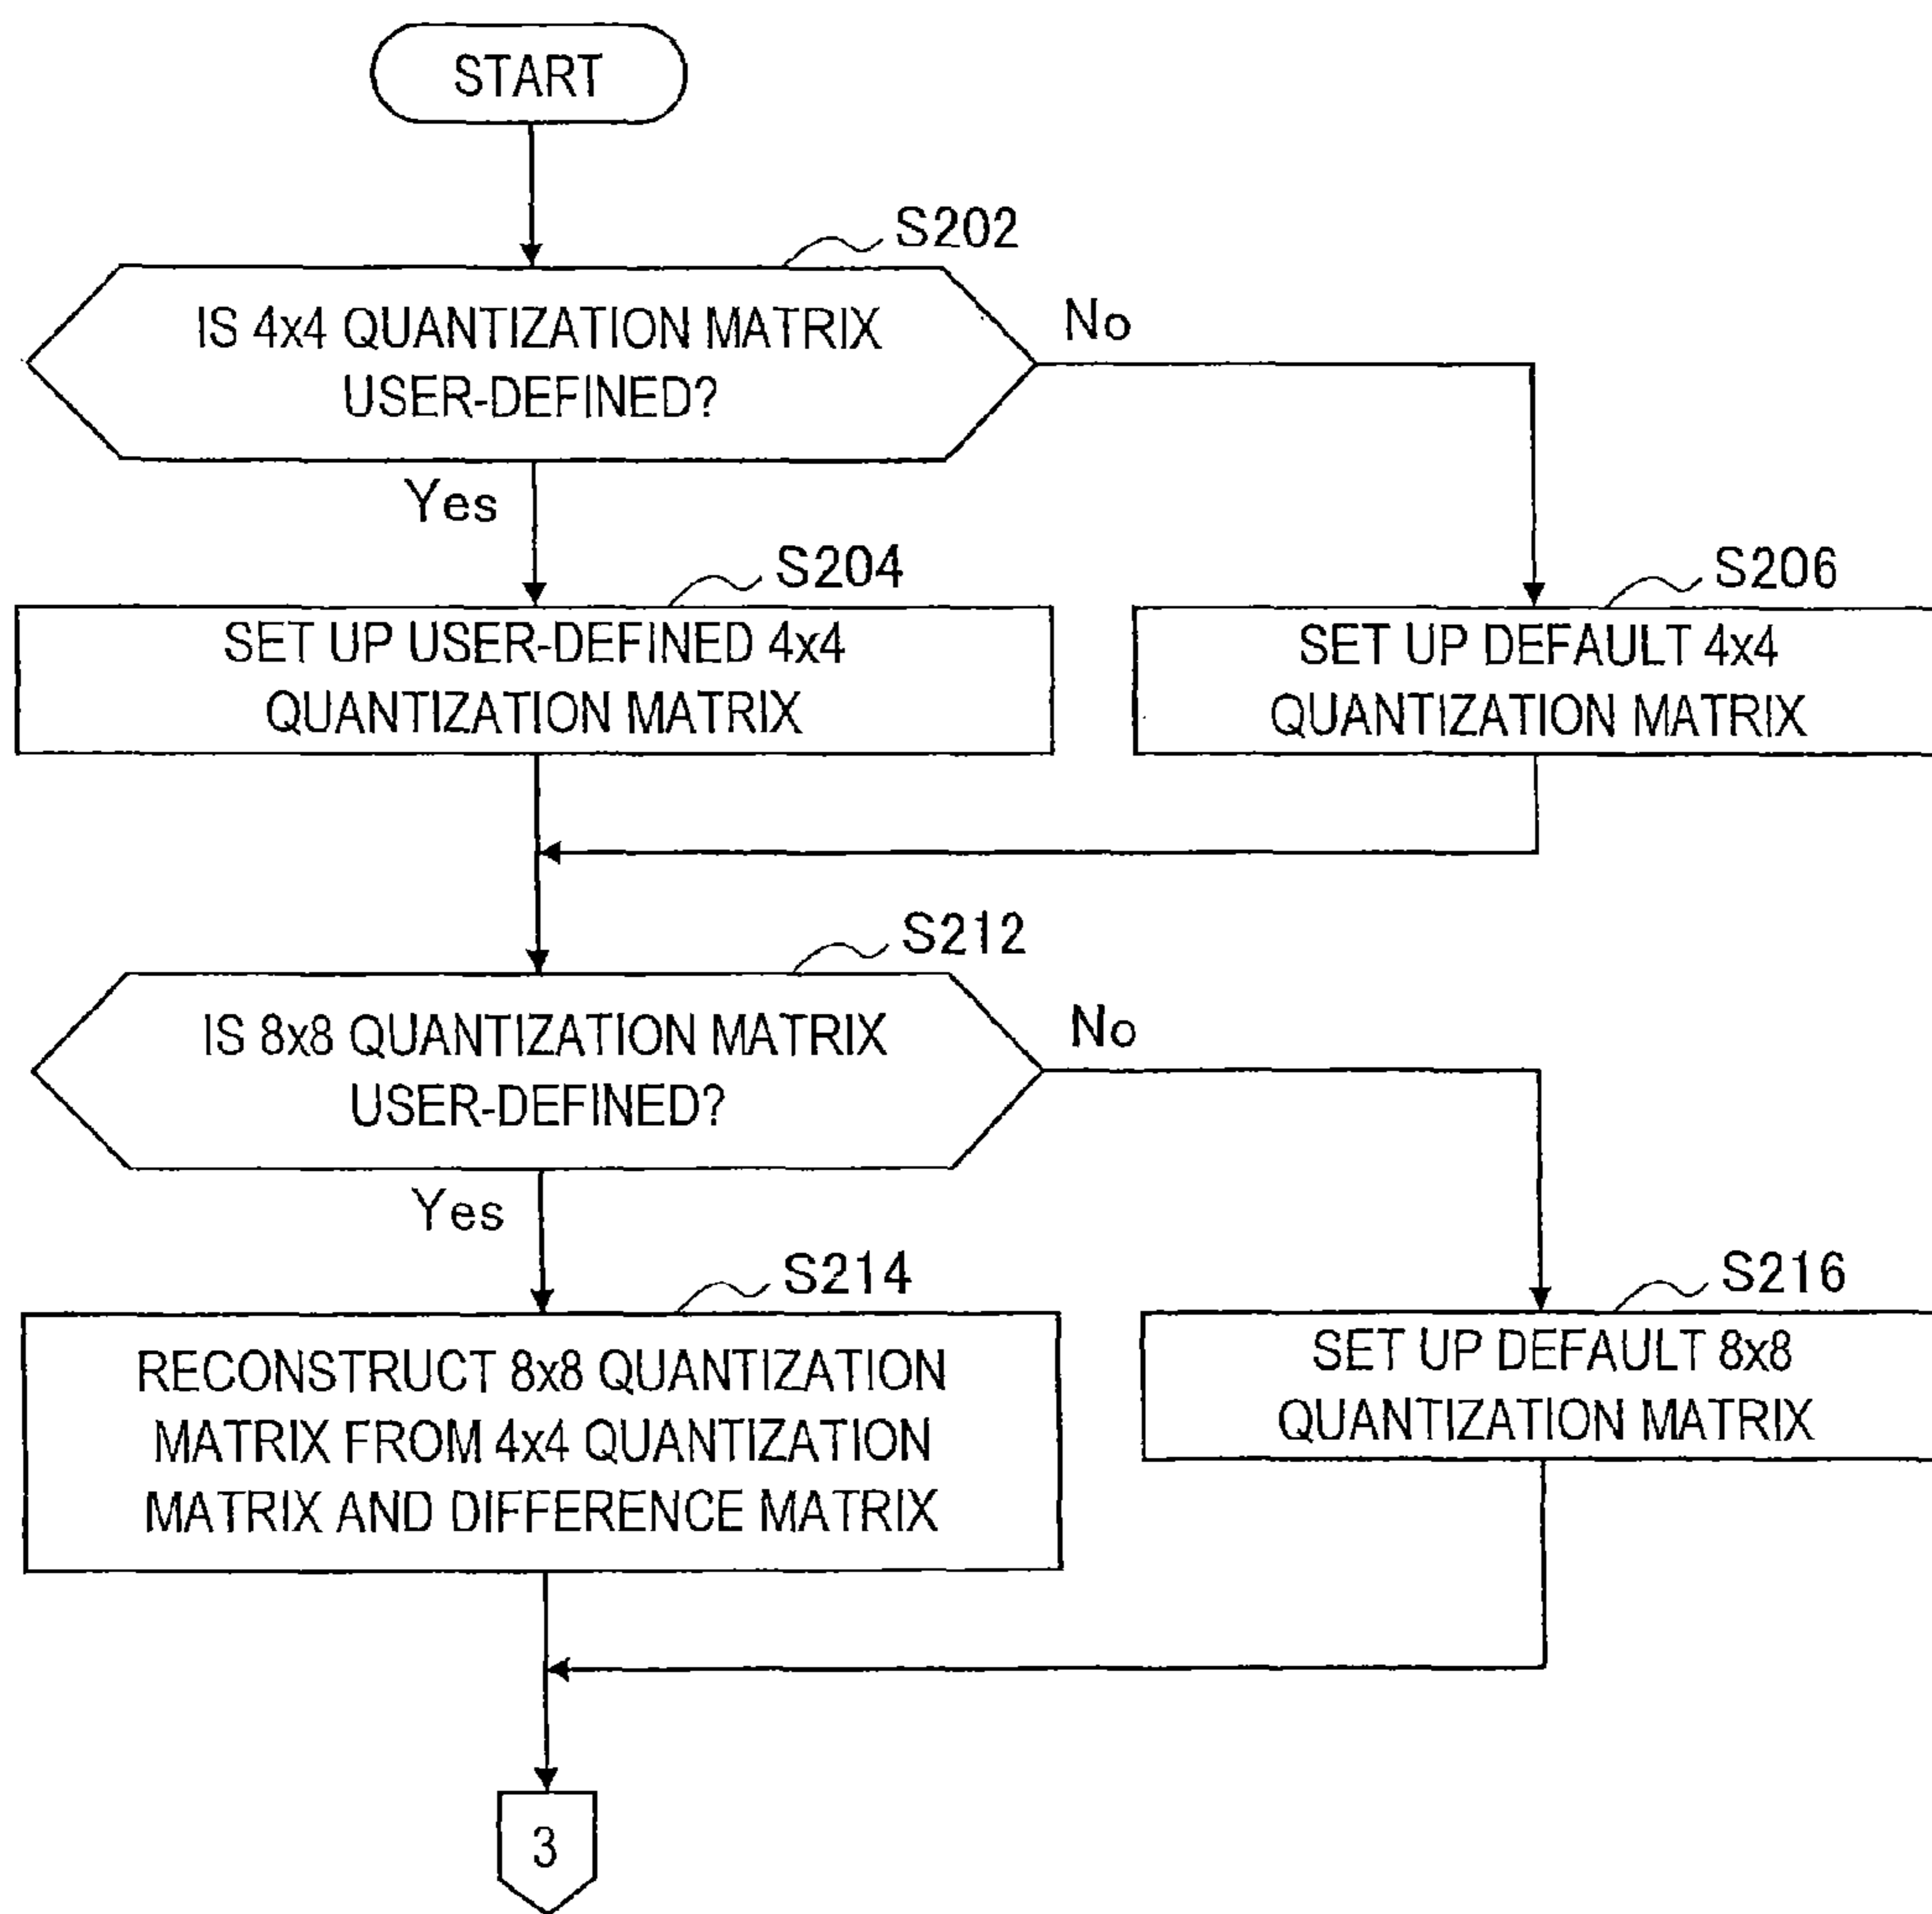 START
S202
IS 4x4 QUANTIZATION MATRIX
USER-DEFINED?
No
Yes
S204
SET UP USER-DEFINED 4x4
QUANTIZATION MATRIX
S206
SET UP DEFAULT 4x4
QUANTIZATION MATRIX
S212
IS 8x8 QUANTIZATION MATRIX
USER-DEFINED?
No
Yes
S214
RECONSTRUCT 8x8 QUANTIZATION
MATRIX FROM 4x4 QUANTIZATION
MATRIX AND DIFFERENCE MATRIX
S216
SET UP DEFAULT 8x8
QUANTIZATION MATRIX
3